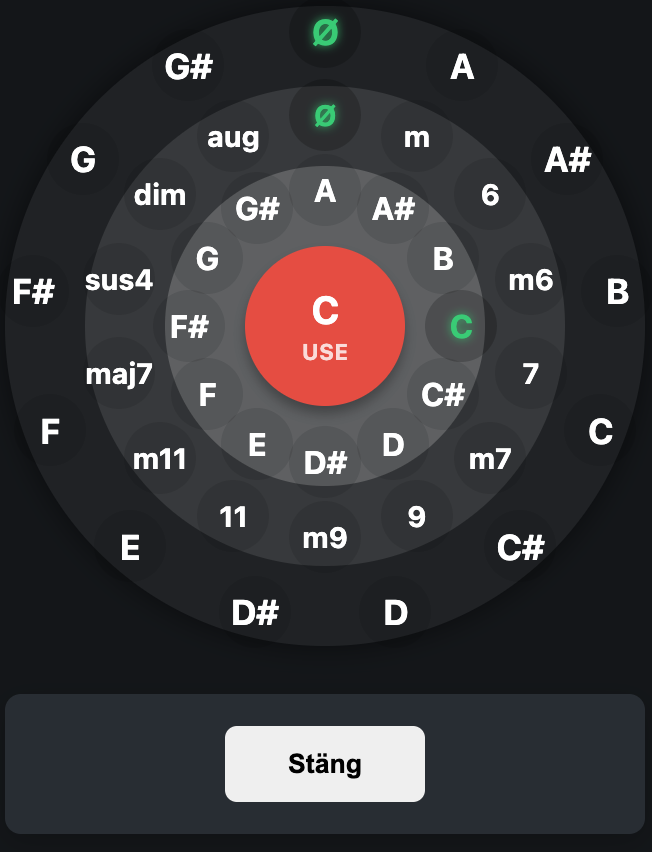 Ø
G# A
Ø
aug m
G A#
dim A 6
G# A#
G B
sus4 m6
F# C B
F# C
USE
maj7 7
F C#
F C
E D
m11 D# m7
11 9
m9
E C#
D# D
Stäng